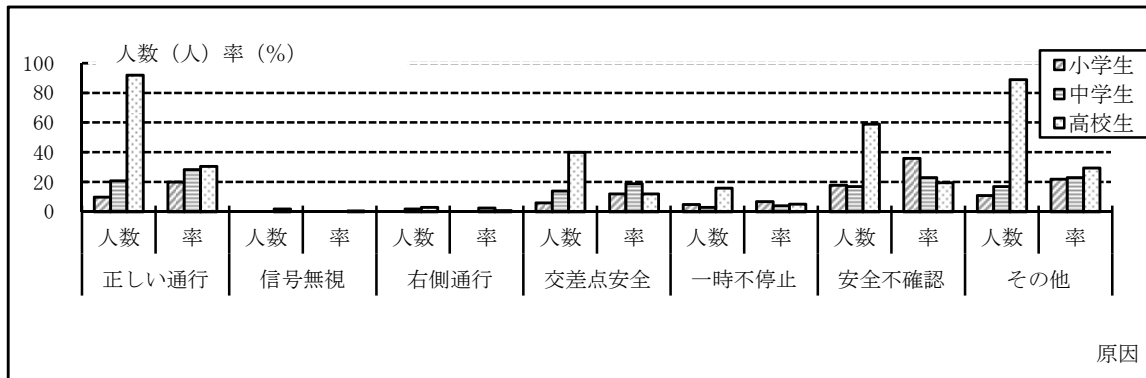 人数（人）率（%）
100
80
60
40
20
0
小学生
中学生
高校生
人数 率 人数 率 人数 率 人数 率 人数 率 人数 率 人数 率
正しい通行 信号無視 右側通行 交差点安全 一時不停止 安全不確認 その他
原因